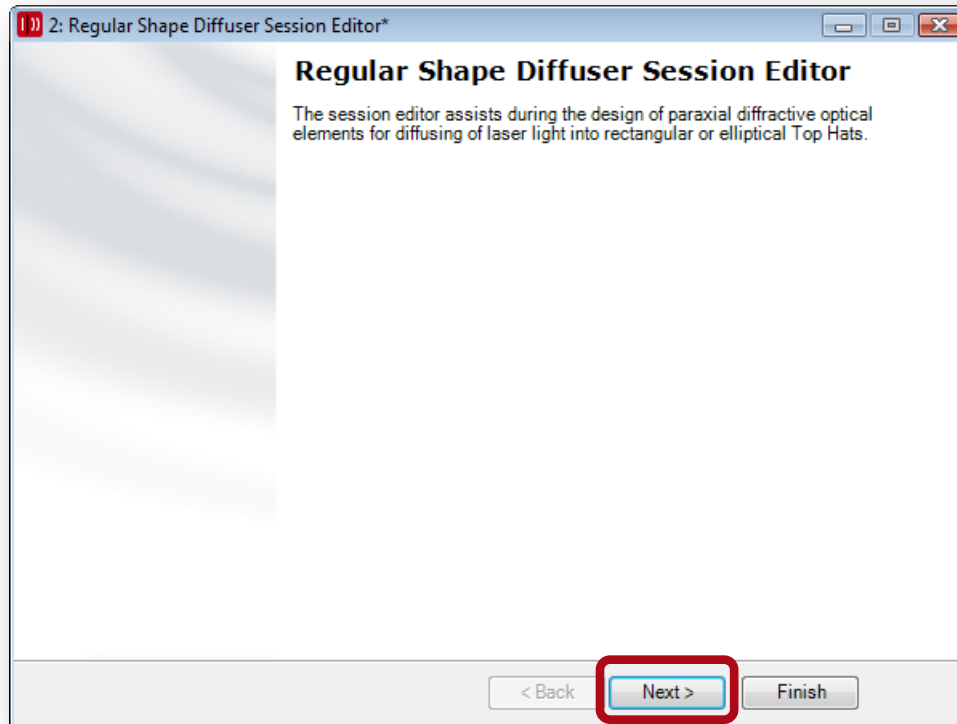 2: Regular Shape Diffuser Session Editor*
Regular Shape Diffuser Session Editor
The session editor assists during the design of paraxial diffractive optical
elements for diffusing of laser light into rectangular or elliptical Top Hats.
< Back Next > Finish